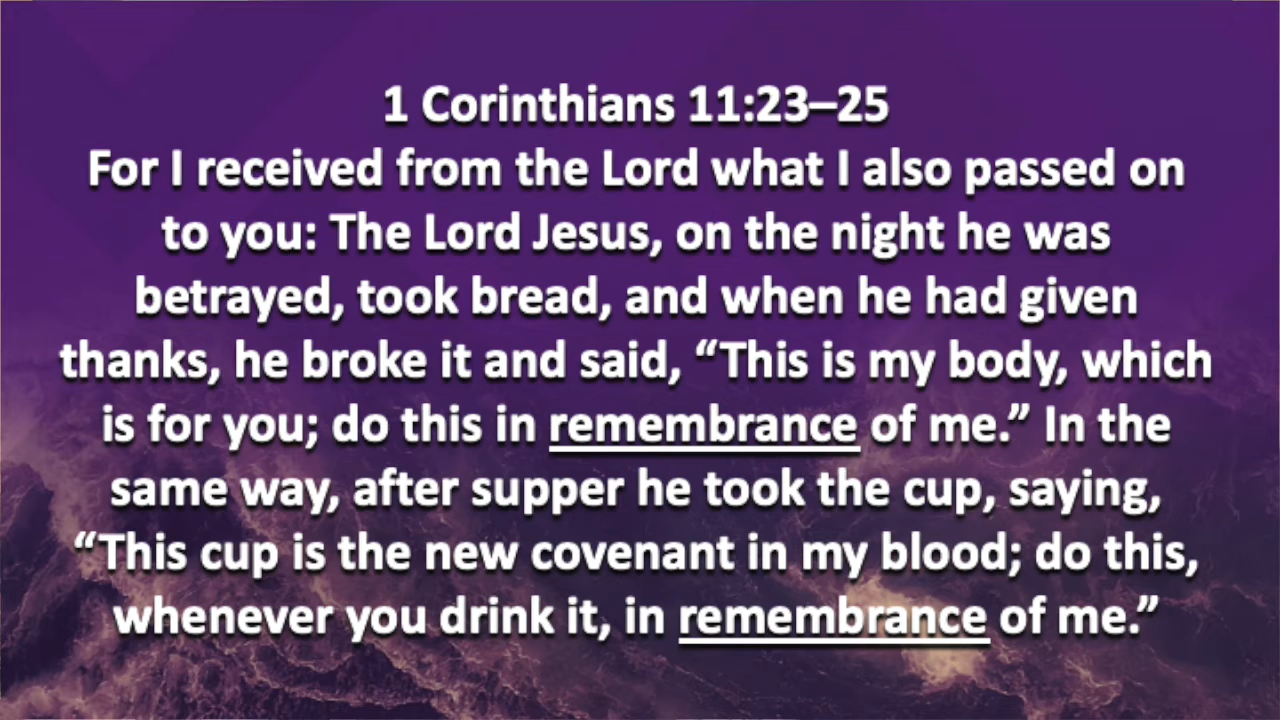 1 Corinthians 11:23–25
For I received from the Lord what I also passed on
to you: The Lord Jesus, on the night he was
betrayed, took bread, and when he had given
thanks, he broke it and said, “This is my body, which
is for you; do this in remembrance of me.” In the
same way, after supper he took the cup, saying,
“This cup is the new covenant in my blood; do this,
whenever you drink it, in remembrance of me.”